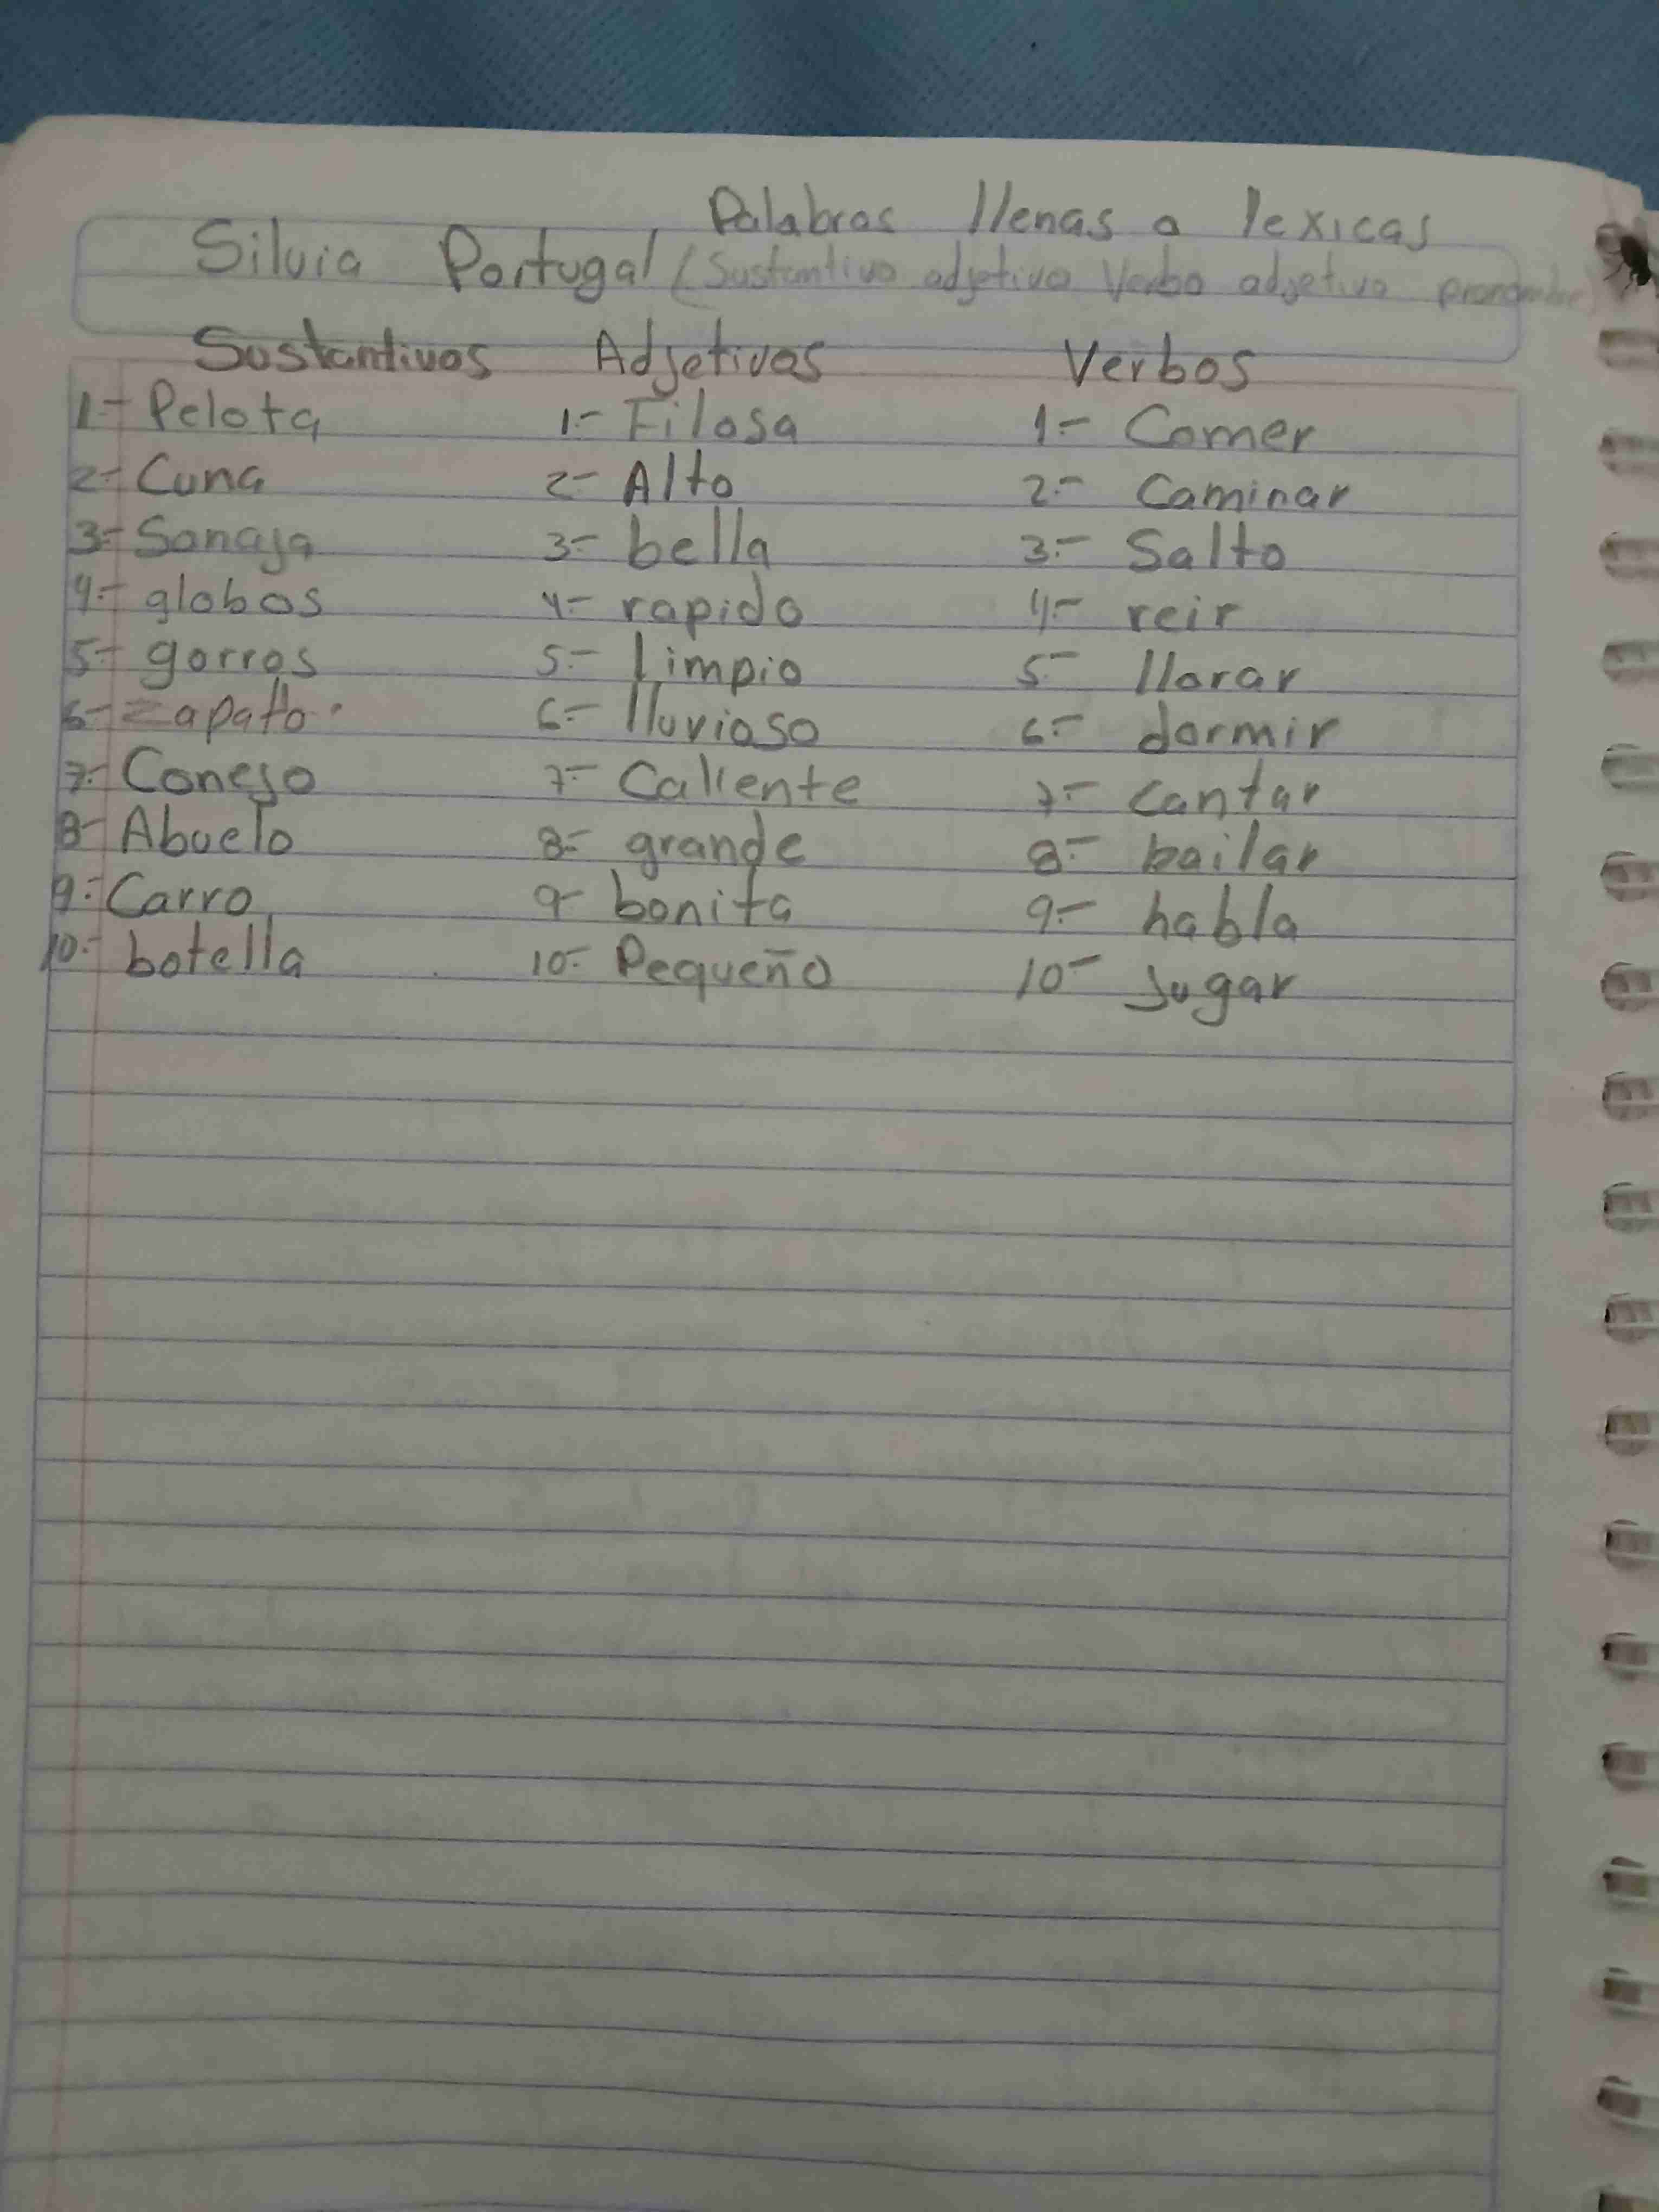 Palabras llenas o lexicas
Silvia Portugal (Sustantivo adjetivo Verbo adjetivo pronombre)
Sustantivos Adjetivos Verbos
1.- Pelota 1.- Filosa 1.- Comer
2- Cuna 2- Alto 2.- Caminar
3.- Sonaja 3.- bella 3.- Salto
4.- globos 4.- rapido 4.- reir
5.- gorros 5.- Limpio 5- llorar
6- Zapato. 6.- lluvioso 6.- dormir
7.- Conejo 7.- Caliente 7.- cantar
8- Abuelo 8.- grande 8.- bailar
9.- Carro 9- bonita 9.- habla
10.- botella 10.- Pequeño 10- Jugar